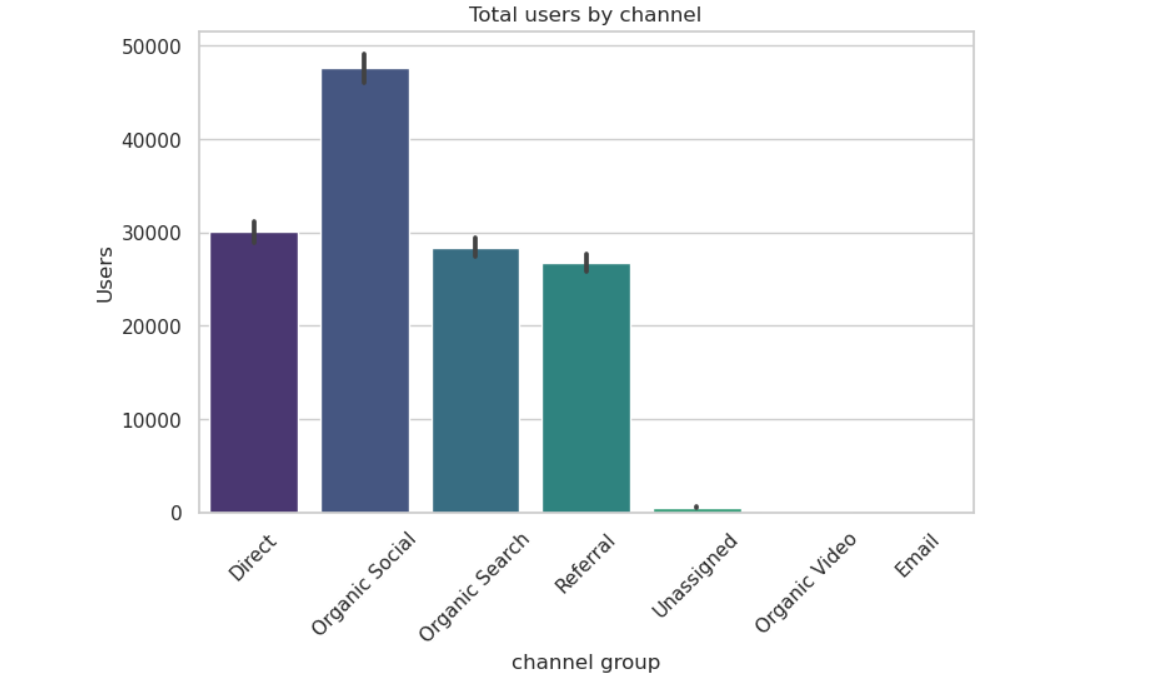 Total users by channel
50000
40000
30000
20000
10000
0
Users
Direct
Organic Social
Organic Search
Referral
Unassigned
Organic Video
Email
channel group